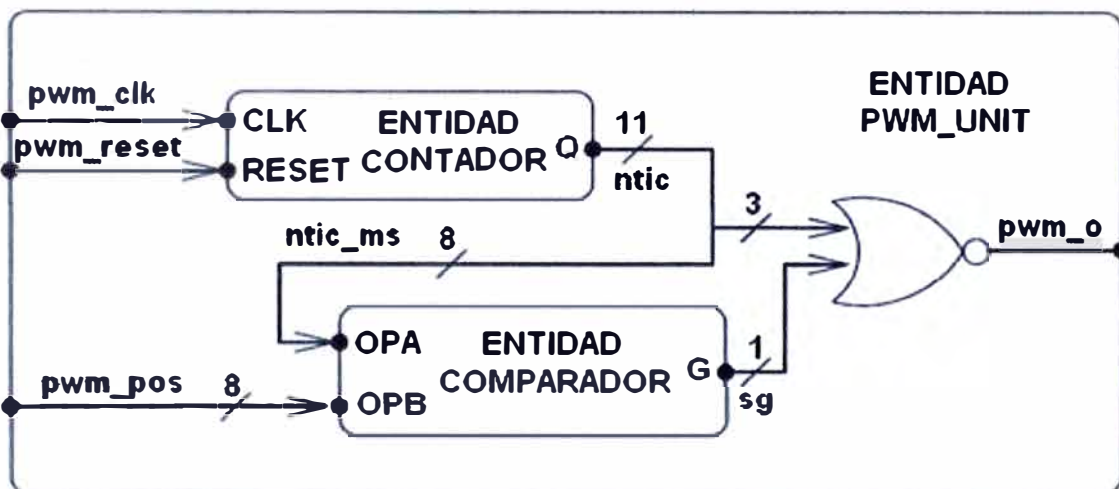 pwm_clk
pwm_reset
CLK
RESET
ENTIDAD
CONTADOR
Q
11
ntic
ENTIDAD
PWM_UNIT
3
pwm_o
ntic_ms
8
OPA
OPB
ENTIDAD
COMPARADOR
G
1
sg
pwm_pos
8